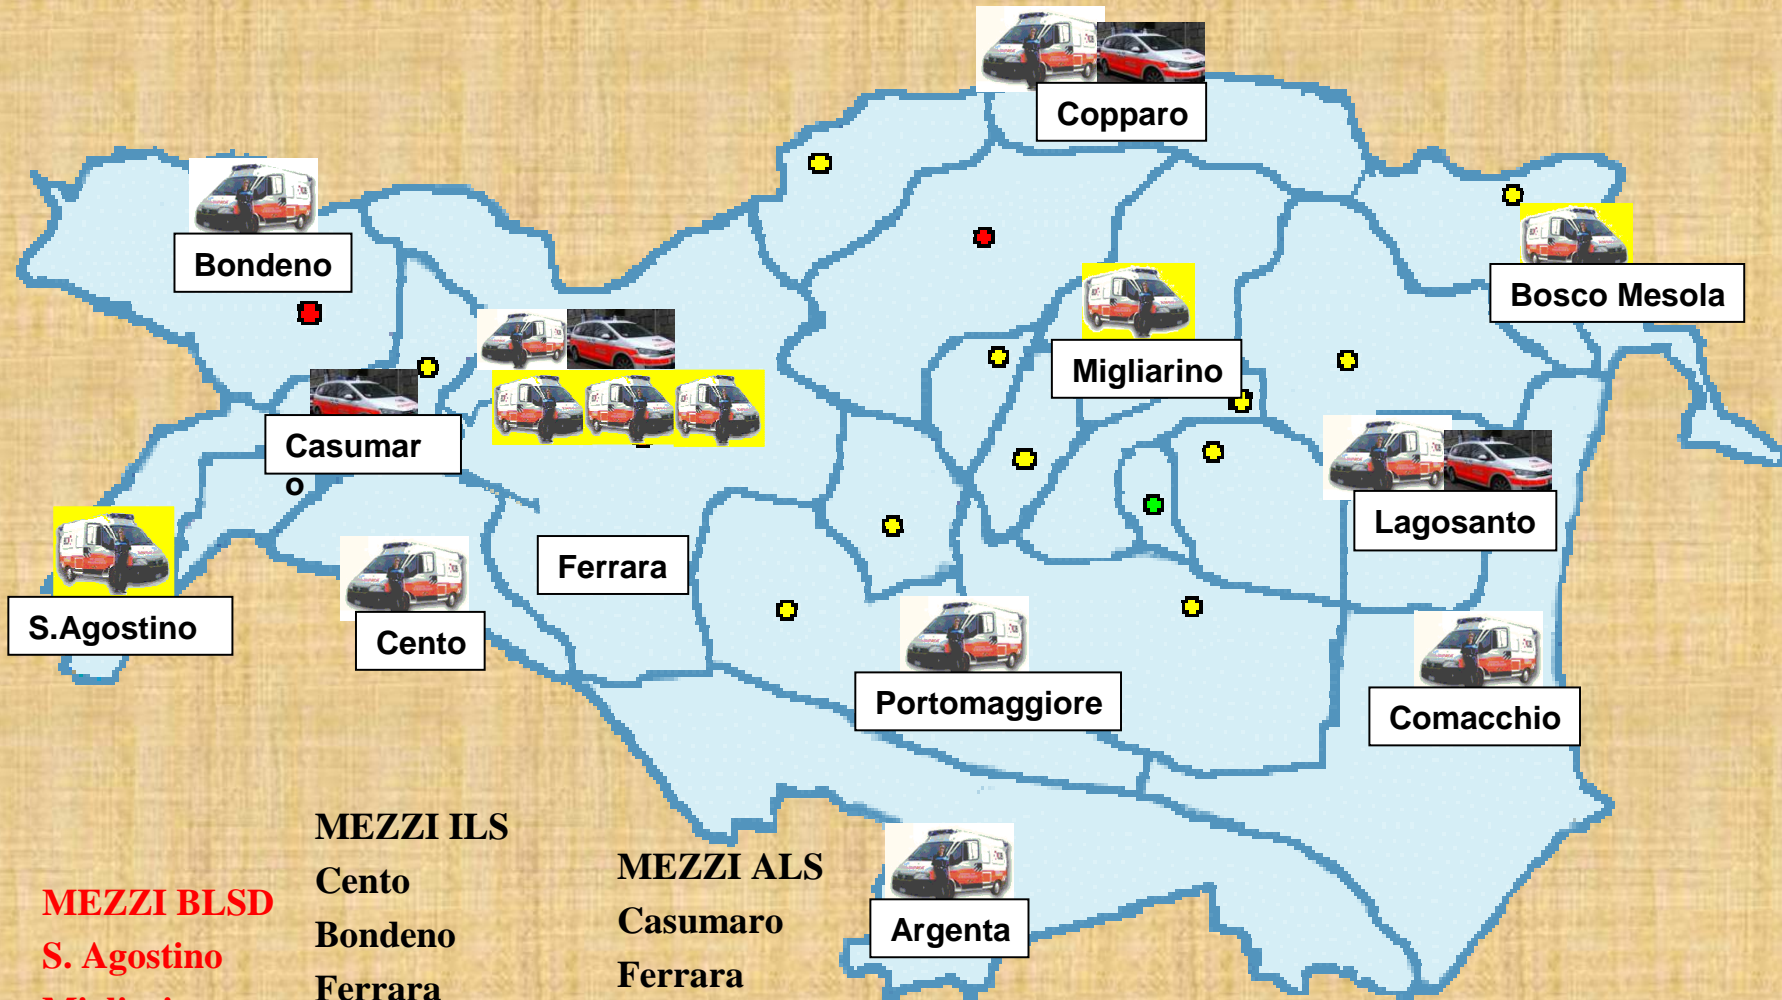 Copparo
Bondeno
Bosco Mesola
Migliarino
Casumar
o
Lagosanto
Ferrara
S.Agostino
Cento
Portomaggiore
Comacchio
Argenta
MEZZI BLSD
S. Agostino
MEZZI ILS
Cento
Bondeno
Ferrara
MEZZI ALS
Casumaro
Ferrara